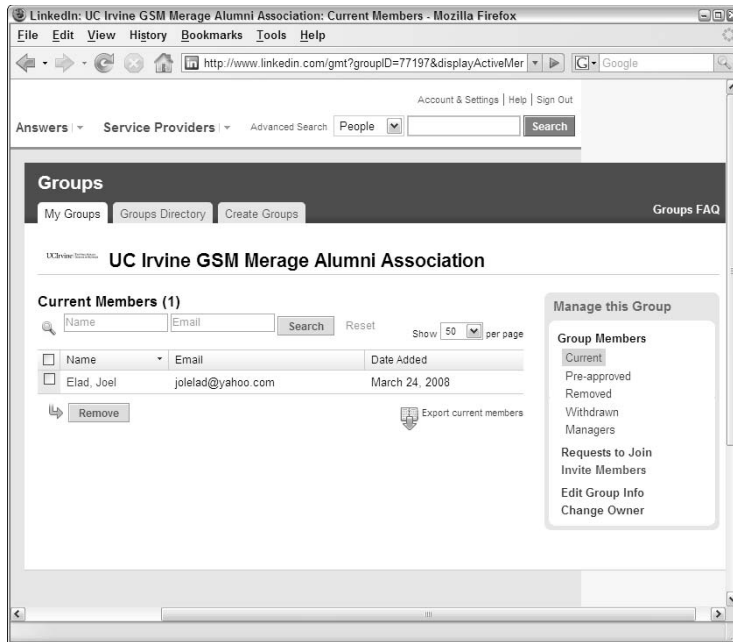 LinkedIn: UC Irvine GSM Merage Alumni Association: Current Members - Mozilla Firefox
File Edit View History Bookmarks Tools Help
http://www.linkedin.com/gmt?groupID=77197&displayActiveMer G Google
Account & Settings | Help | Sign Out
Answers Service Providers Advanced Search People Search
Groups
My Groups Groups Directory Create Groups Groups FAQ
UCIrvine UC Irvine GSM Merage Alumni Association
Current Members (1)
Name Email Search Reset Show 50 per page
Name Email Date Added
Elad, Joel jolelad@yahoo.com March 24, 2008
Remove Export current members
Manage this Group
Group Members
Current
Pre-approved
Removed
Withdrawn
Managers
Requests to Join
Invite Members
Edit Group Info
Change Owner